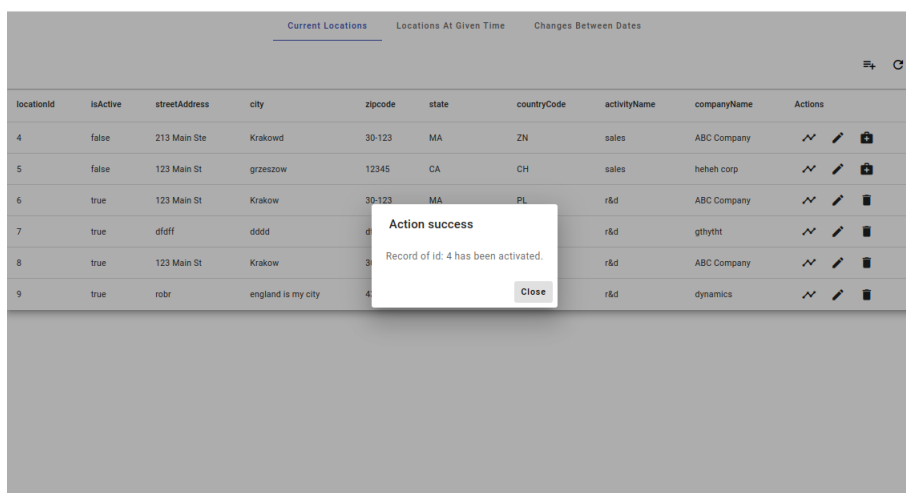 Current Locations Locations At Given Time Changes Between Dates
locationId isActive streetAddress city zipcode state countryCode activityName companyName Actions
4 false 213 Main Ste Krakowd 30-123 MA ZN sales ABC Company
5 false 123 Main St grzeszow 12345 CA CH sales heheh corp
6 true 123 Main St Krakow 30-123 MA PL r&d ABC Company
7 true dfdff dddd r&d gthytht
8 true 123 Main St Krakow r&d ABC Company
9 true robr england is my city r&d dynamics
Action success
Record of id: 4 has been activated.
Close